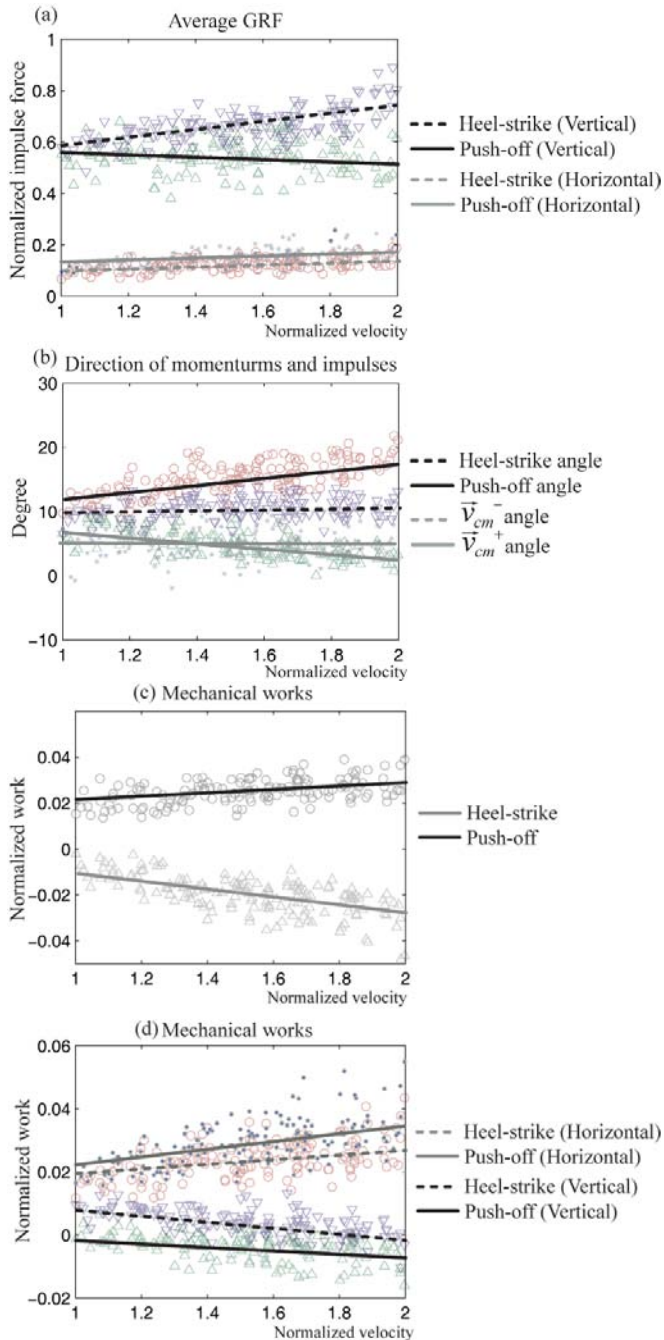 (a) Average GRF
Normalized impulse force
1
0.8
0.6
0.4
0.2
0
1 1.2 1.4 1.6 1.8 2
Normalized velocity
Heel-strike (Vertical)
Push-off (Vertical)
Heel-strike (Horizontal)
Push-off (Horizontal)
(b) Direction of momenturms and impulses
Degree
30
20
10
0
−10
1 1.2 1.4 1.6 1.8 2
Normalized velocity
Heel-strike angle
Push-off angle
v⃗cm⁻ angle
v⃗cm⁺ angle
(c) Mechanical works
Normalized work
0.04
0.02
0
−0.02
−0.04
1 1.2 1.4 1.6 1.8 2
Normalized velocity
Heel-strike
Push-off
(d) Mechanical works
Normalized work
0.06
0.04
0.02
0
−0.02
1 1.2 1.4 1.6 1.8 2
Normalized velocity
Heel-strike (Horizontal)
Push-off (Horizontal)
Heel-strike (Vertical)
Push-off (Vertical)